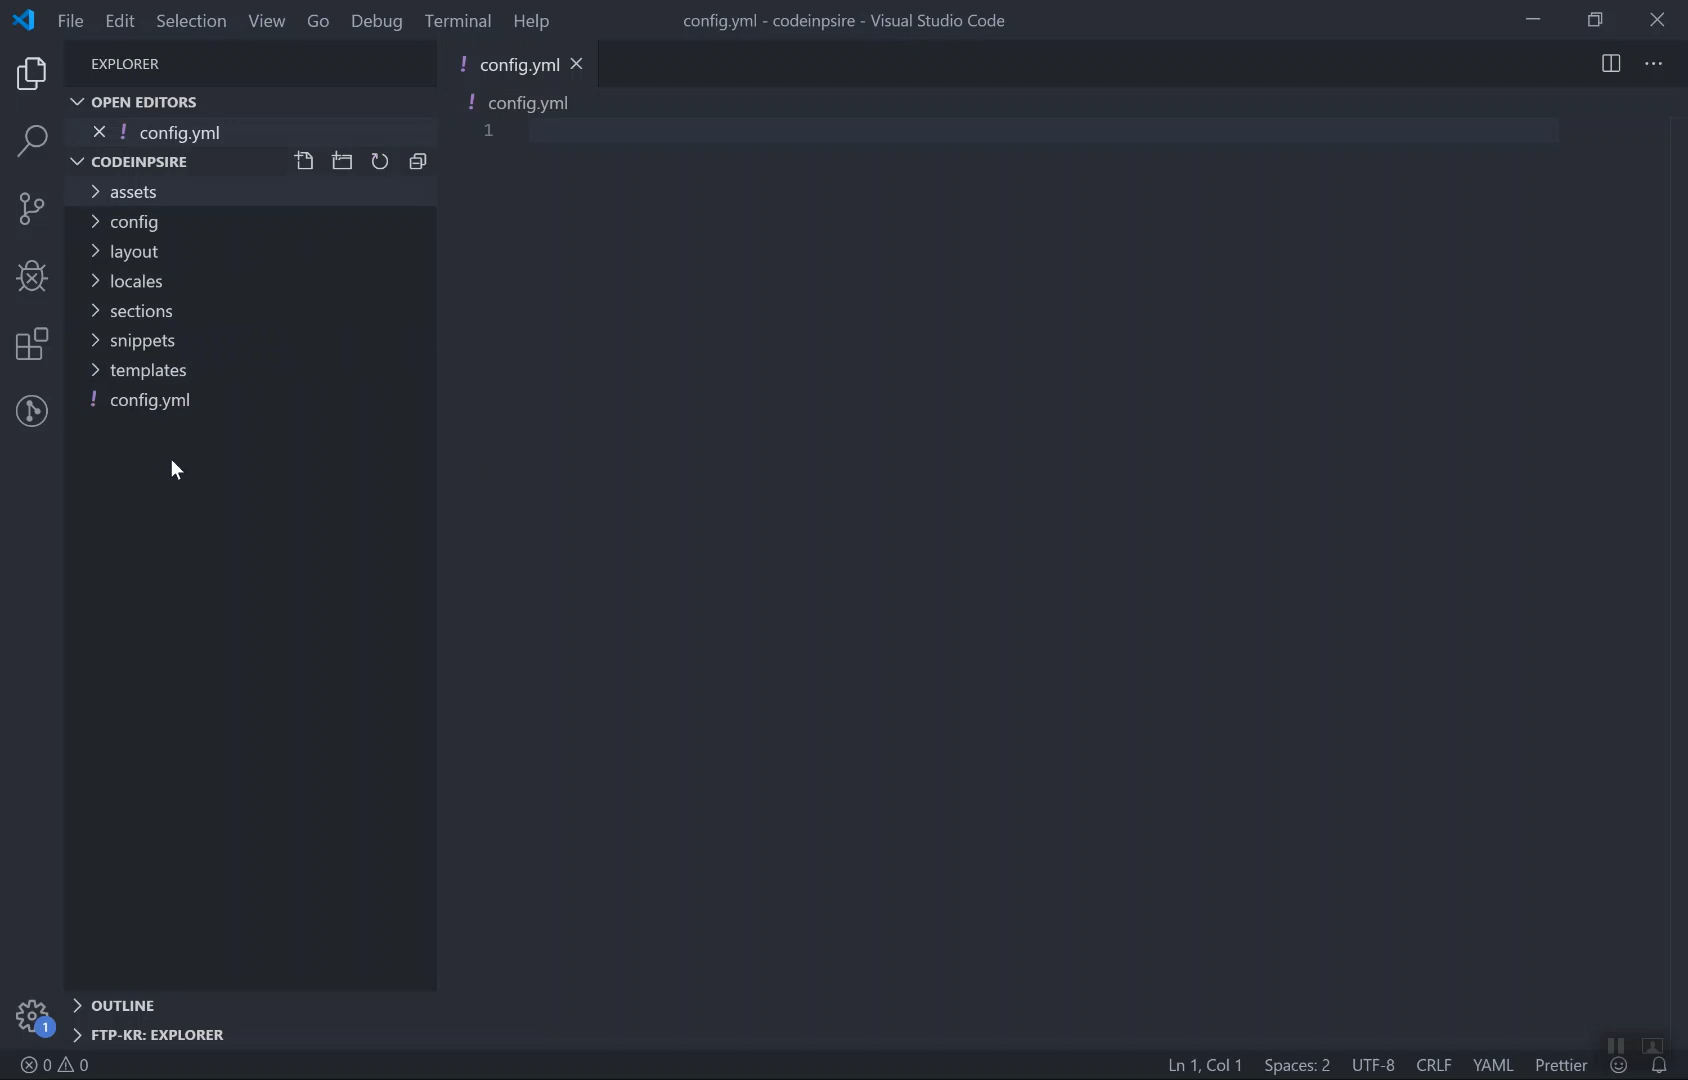 File Edit Selection View Go Debug Terminal Help config.yml - codeinpsire - Visual Studio Code
EXPLORER
! config.yml
OPEN EDITORS
! config.yml
! config.yml
1
CODEINPSIRE
assets
config
layout
locales
sections
snippets
templates
! config.yml
OUTLINE
1
FTP-KR: EXPLORER
0 0 Ln 1, Col 1 Spaces: 2 UTF-8 CRLF YAML Prettier